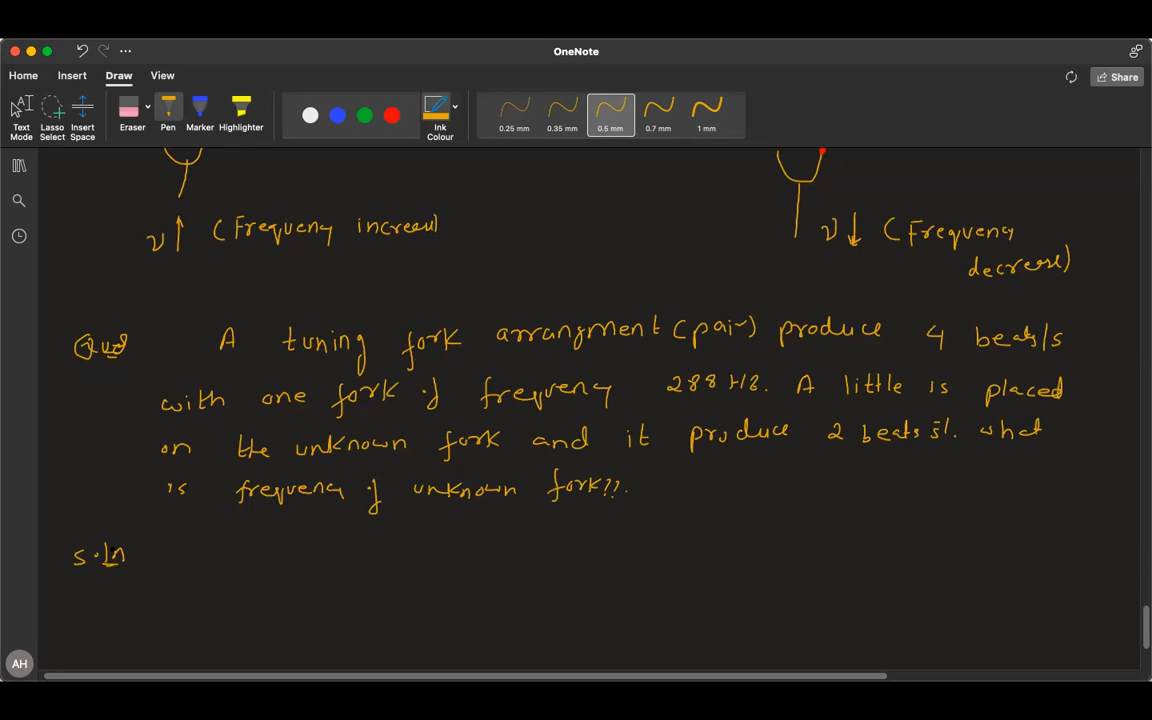 OneNote
Home Insert Draw View
Share
Text Mode Lasso Select Insert Space Eraser Pen Marker Highlighter Ink Colour 0.25 mm 0.35 mm 0.5 mm 0.7 mm 1 mm
ν↑ (Frequency increase)
ν↓ (Frequency
decrease)
A tuning fork arrangment (pair) produce 4 beats/s
with one fork of frequency 288 Hz. A little is placed
on the unknown fork and it produce 2 beats s⁻¹. what
is frequency of unknown fork??.
Soln
AH